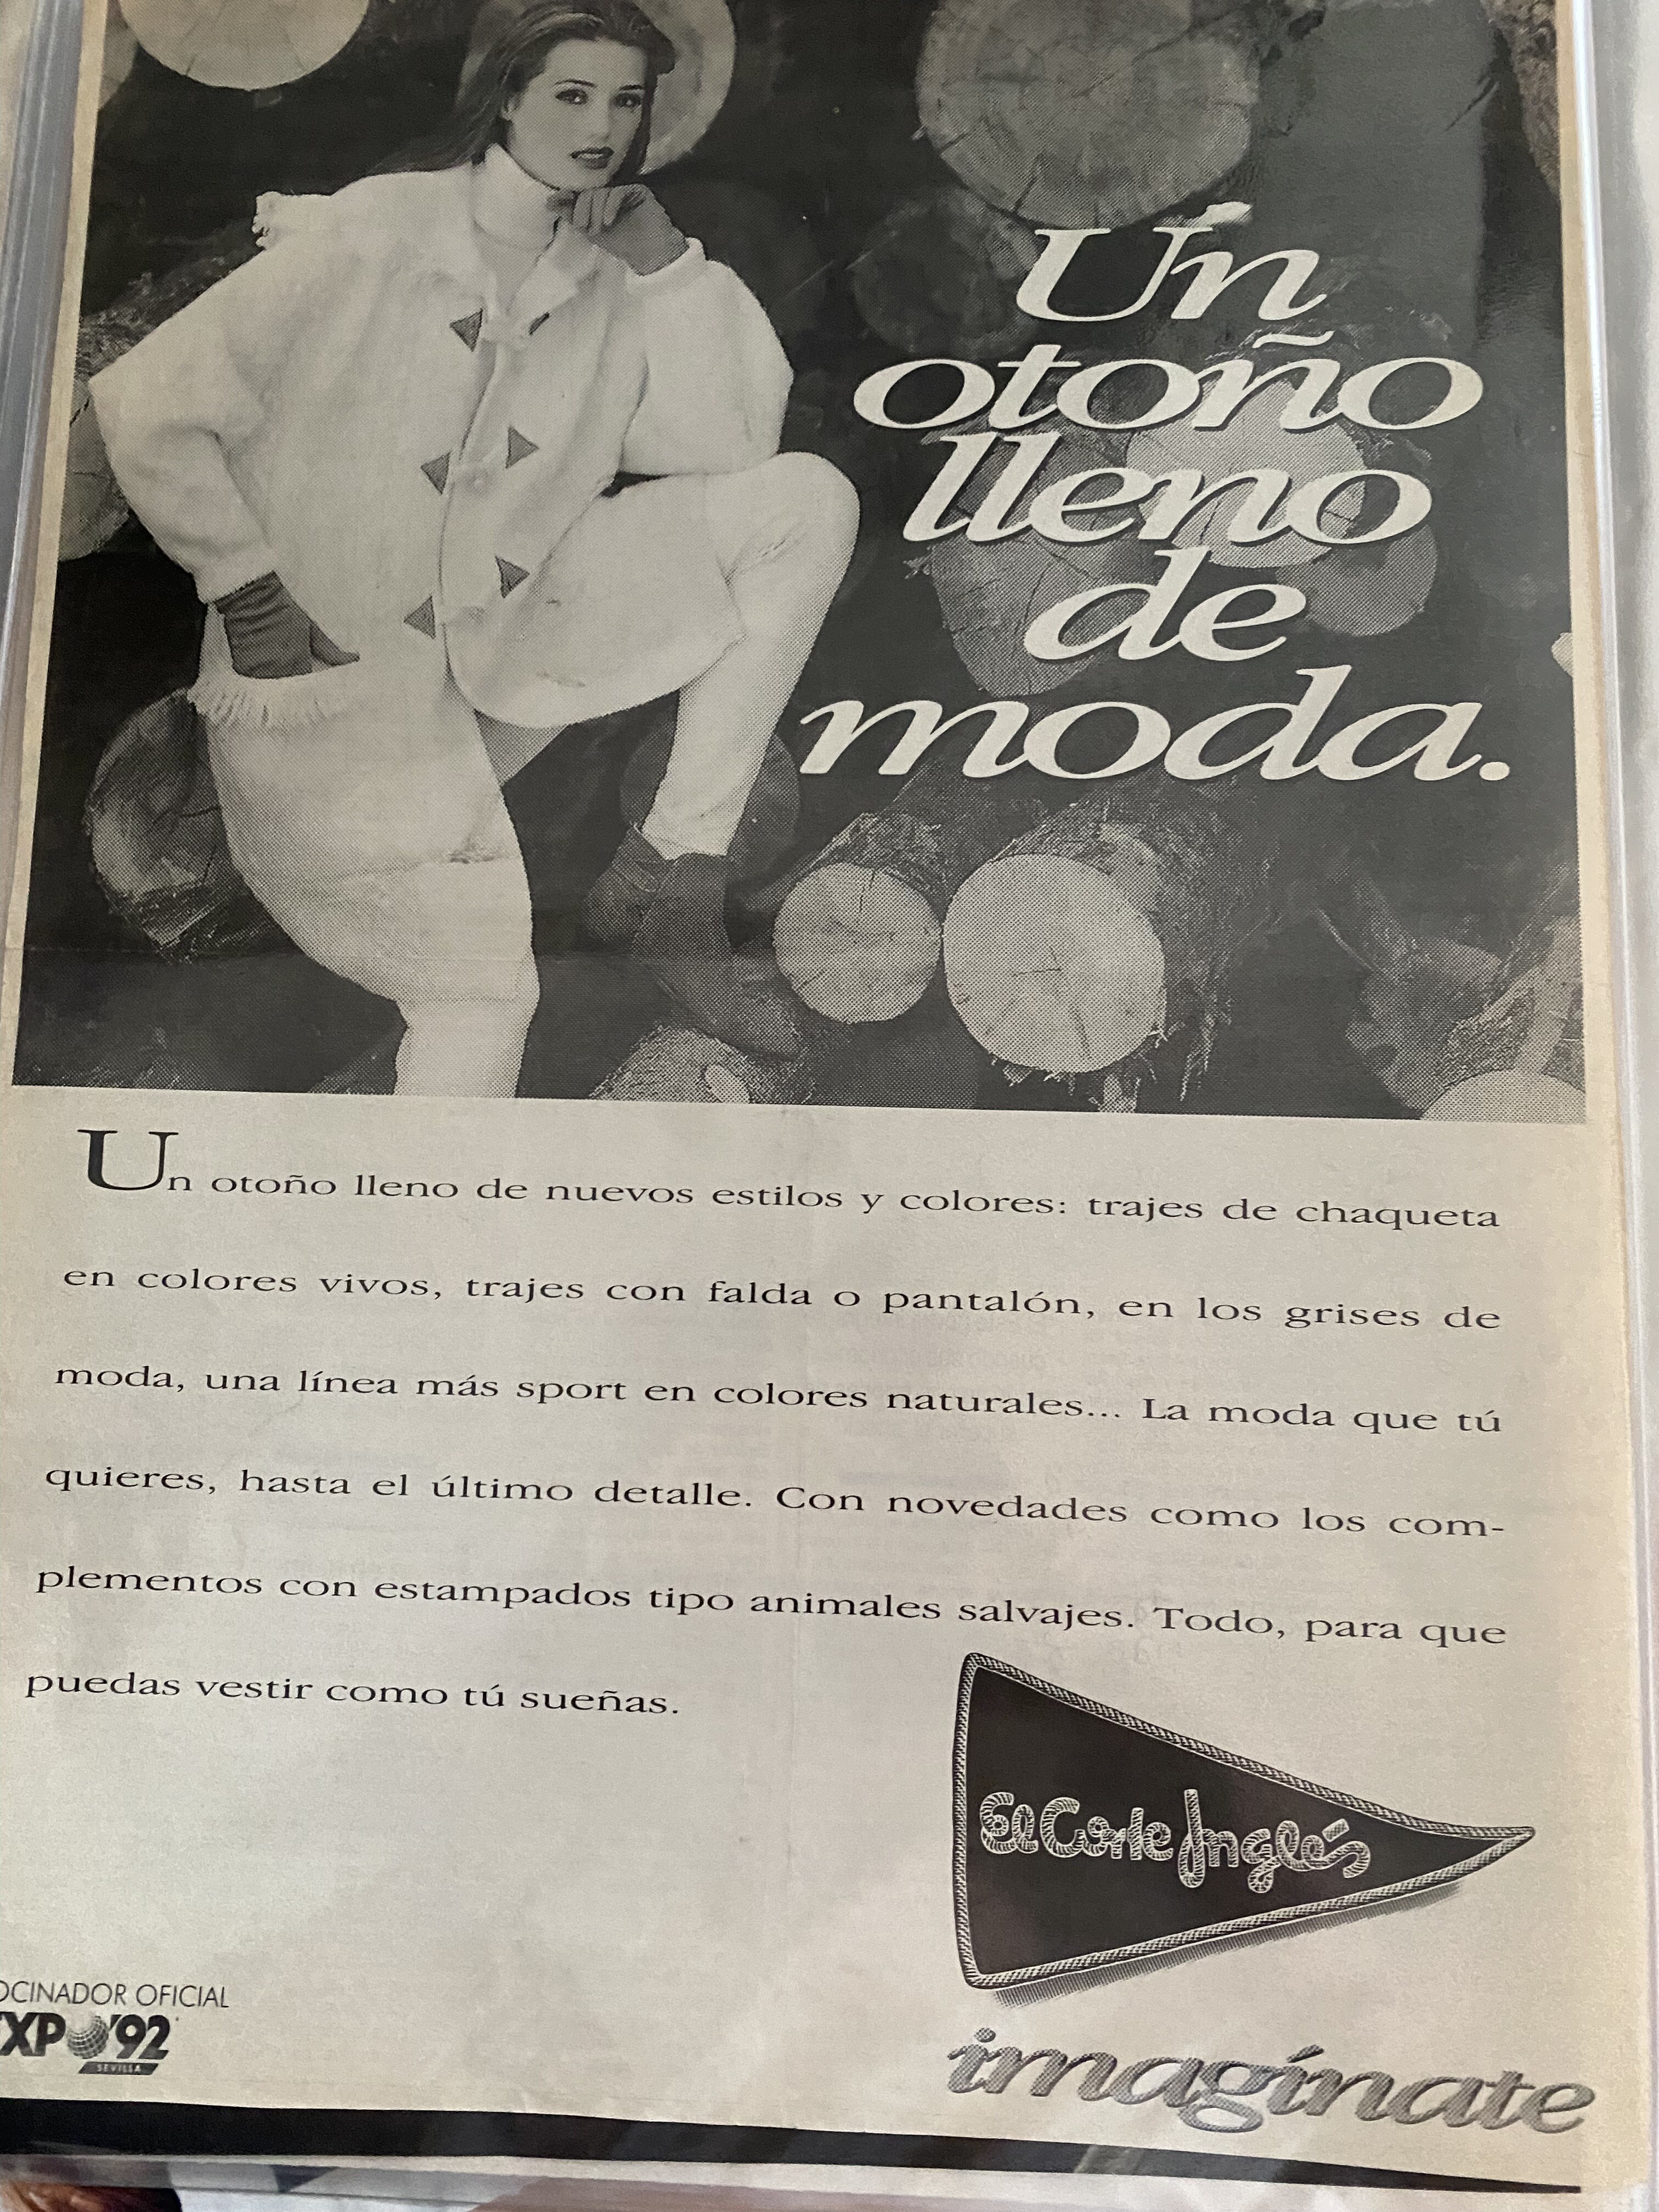 Un
otoño
lleno
de
moda.
Un otoño lleno de nuevos estilos y colores: trajes de chaqueta
en colores vivos, trajes con falda o pantalón, en los grises de
moda, una línea más sport en colores naturales... La moda que tú
quieres, hasta el último detalle. Con novedades como los com-
plementos con estampados tipo animales salvajes. Todo, para que
puedas vestir como tú sueñas.
El Corte Inglés
OCINADOR OFICIAL
XPO'92
SEVILLA
imagínate